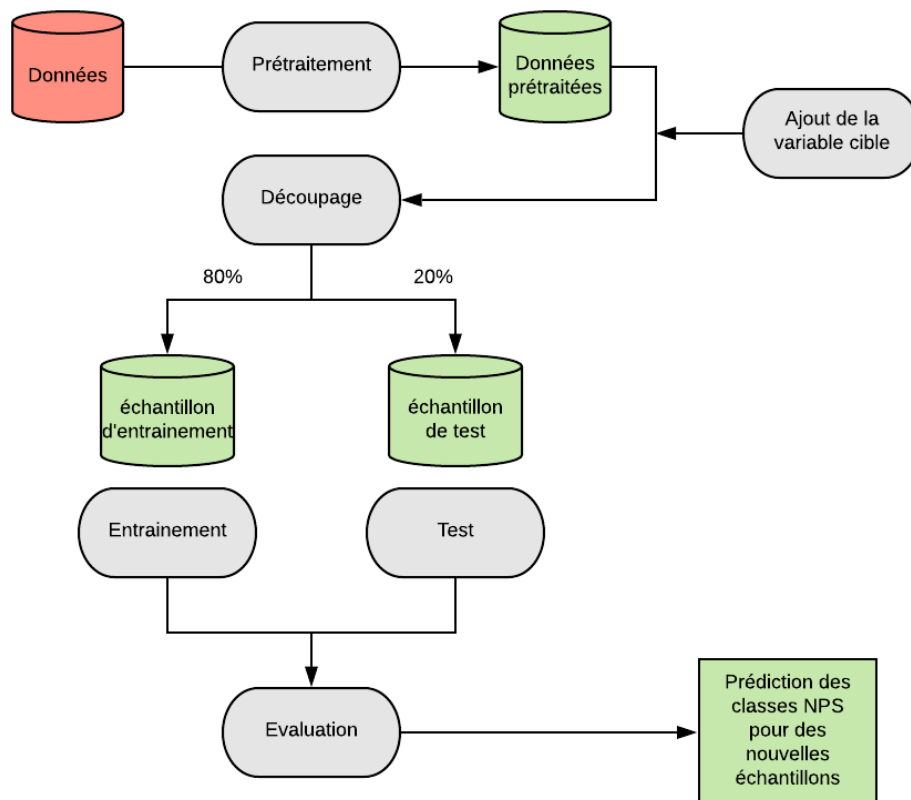 Données
Prétraitement
Données
prétraitées
Ajout de la
variable cible
Découpage
80%
20%
échantillon
d'entrainement
échantillon
de test
Entrainement
Test
Evaluation
Prédiction des
classes NPS
pour des
nouvelles
échantillons